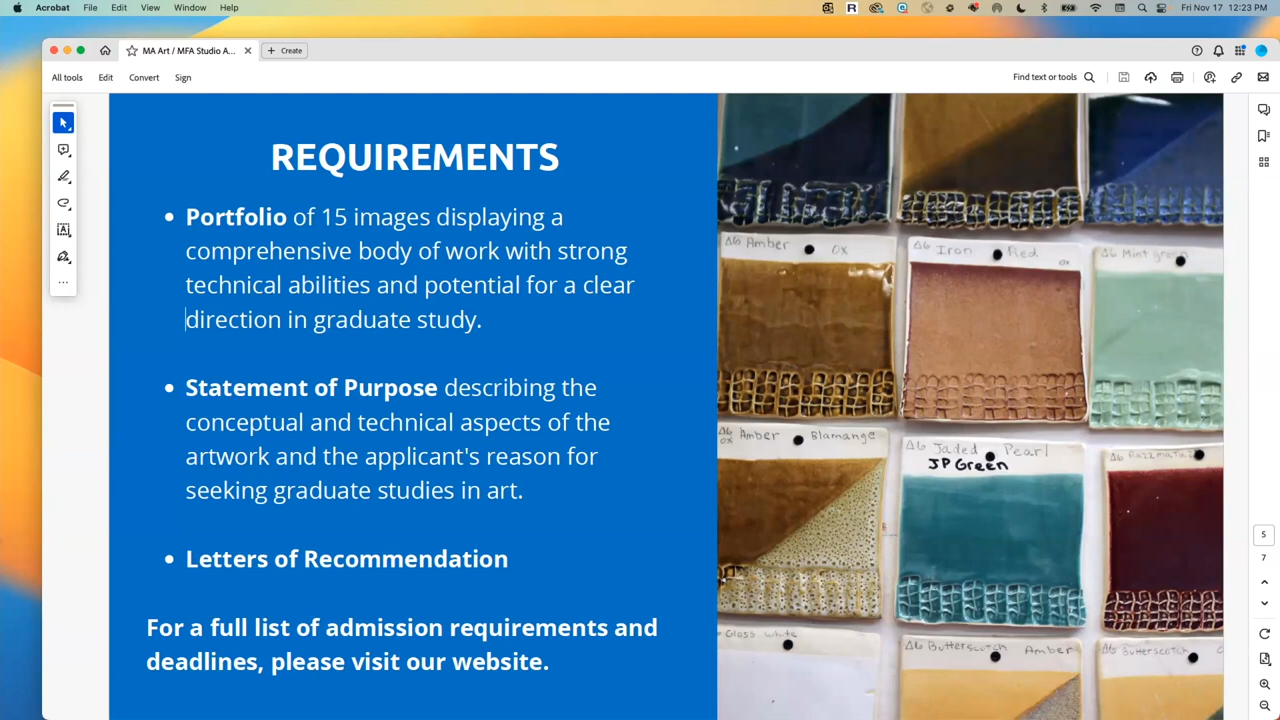 Acrobat File Edit View Window Help Fri Nov 17 12:23 PM
MA Art / MFA Studio A... Create
All tools Edit Convert Sign Find text or tools
REQUIREMENTS
• Portfolio of 15 images displaying a
comprehensive body of work with strong
technical abilities and potential for a clear
direction in graduate study.
• Statement of Purpose describing the
conceptual and technical aspects of the
artwork and the applicant's reason for
seeking graduate studies in art.
• Letters of Recommendation
For a full list of admission requirements and
deadlines, please visit our website.
Δ6 Amber OX
Δ6 Iron Red OX
Δ6 Mint green
Δ6 OX Amber Blamange
Δ6 Jaded Pearl
JP Green
Δ6
Gloss white
Δ6 Butterscotch Amber
Δ6 Butterscotch
5
7